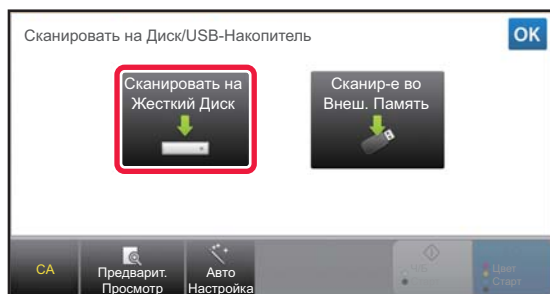 Сканировать на Диск/USB-Накопитель
OK
Сканировать на
Жесткий Диск
Сканир-е во
Внеш. Память
CA
Предварит.
Просмотр
Авто
Настройка
Ч/Б
Старт
Цвет
Старт